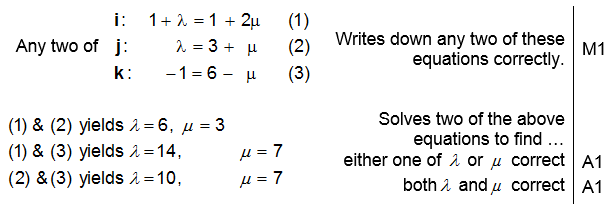 i: 1 + λ = 1 + 2μ (1)
Any two of j: λ = 3 + μ (2)
k: −1 = 6 − μ (3)
Writes down any two of these
equations correctly.
M1
(1) & (2) yields λ = 6, μ = 3
(1) & (3) yields λ = 14, μ = 7
(2) & (3) yields λ = 10, μ = 7
Solves two of the above
equations to find …
either one of λ or μ correct A1
both λ and μ correct A1